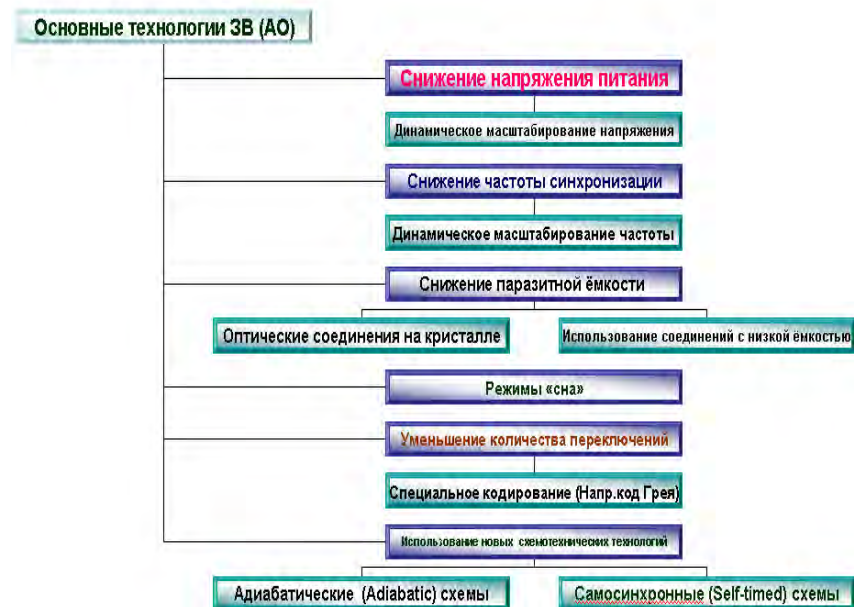 Основные технологии ЗВ (АО)
Снижение напряжения питания
Динамическое масштабирование напряжения
Снижение частоты синхронизации
Динамическое масштабирование частоты
Снижение паразитной ёмкости
Оптические соединения на кристалле
Использование соединений с низкой ёмкостью
Режимы «сна»
Уменьшение количества переключений
Специальное кодирование (Напр.код Грея)
Использование новых схемотехнических технологий
Адиабатические (Adiabatic) схемы
Самосинхронные (Self-timed) схемы